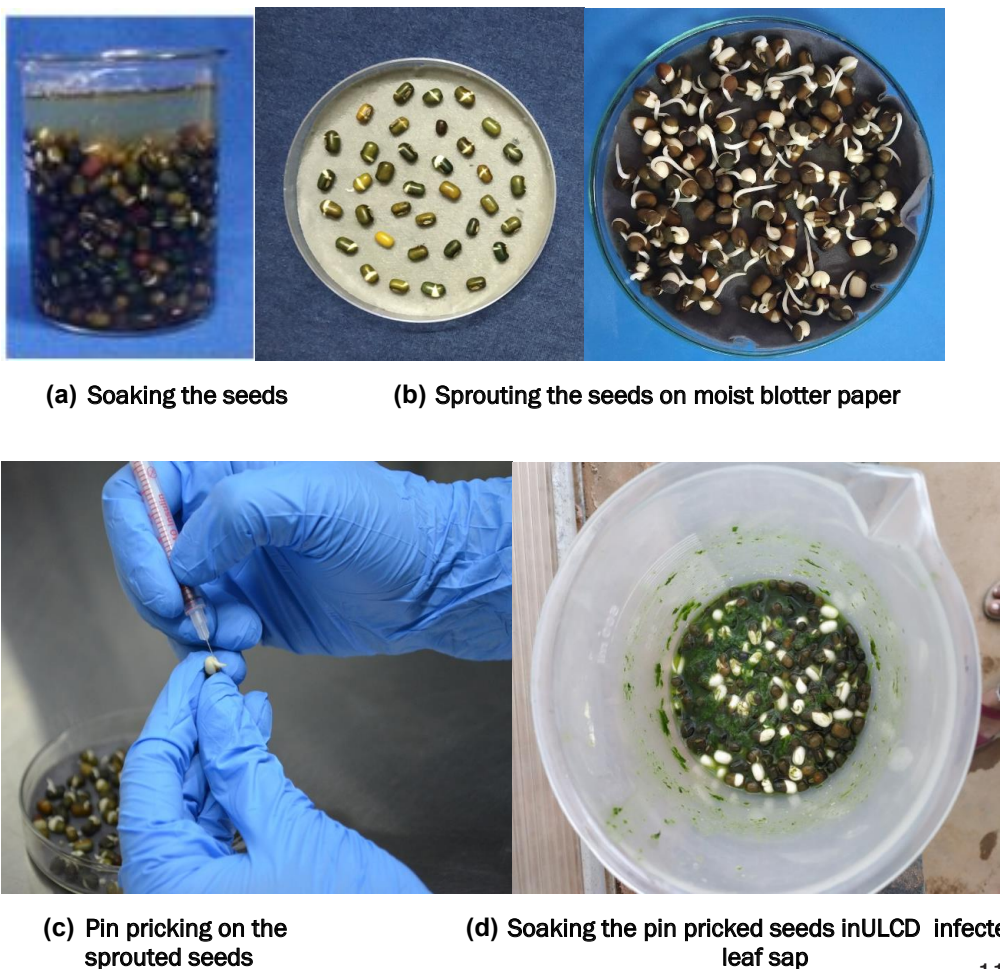 (a) Soaking the seeds
(b) Sprouting the seeds on moist blotter paper
(c) Pin pricking on the
sprouted seeds
(d) Soaking the pin pricked seeds inULCD infecte
leaf sap